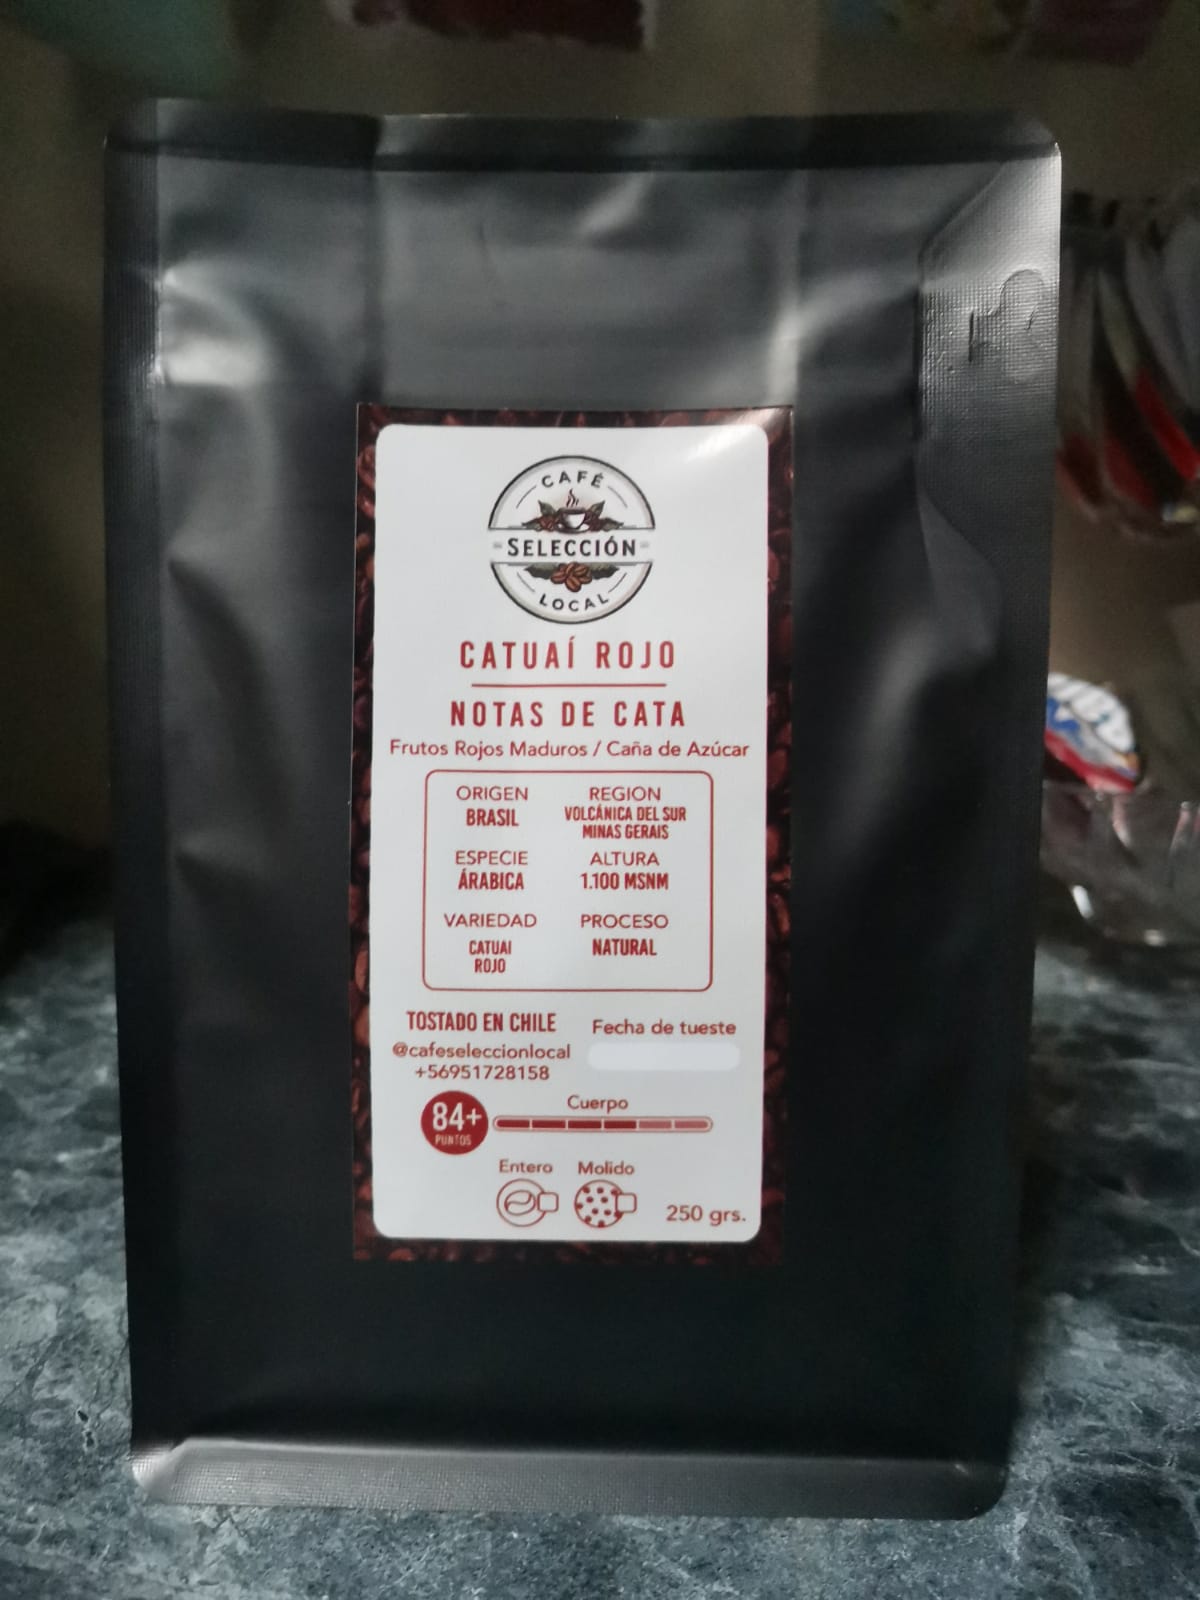 CAFÉ
SELECCIÓN
LOCAL
CATUAÍ ROJO
NOTAS DE CATA
Frutos Rojos Maduros / Caña de Azúcar
ORIGEN
BRASIL
REGION
VOLCÁNICA DEL SUR
MINAS GERAIS
ESPECIE
ÁRABICA
ALTURA
1.100 MSNM
VARIEDAD
CATUAI
ROJO
PROCESO
NATURAL
TOSTADO EN CHILE
@cafeseleccionlocal
+56951728158
Fecha de tueste
84+
PUNTOS
Cuerpo
Entero
Molido
250 grs.